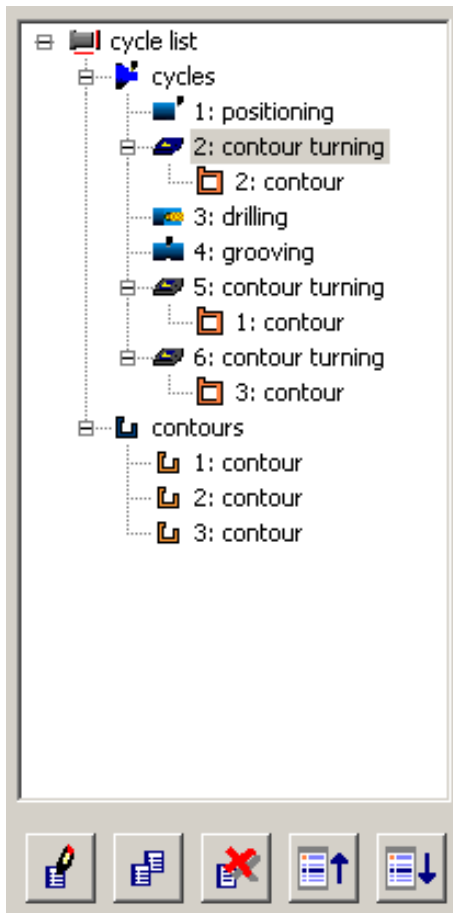 cycle list
cycles
1: positioning
2: contour turning
2: contour
3: drilling
4: grooving
5: contour turning
1: contour
6: contour turning
3: contour
contours
1: contour
2: contour
3: contour